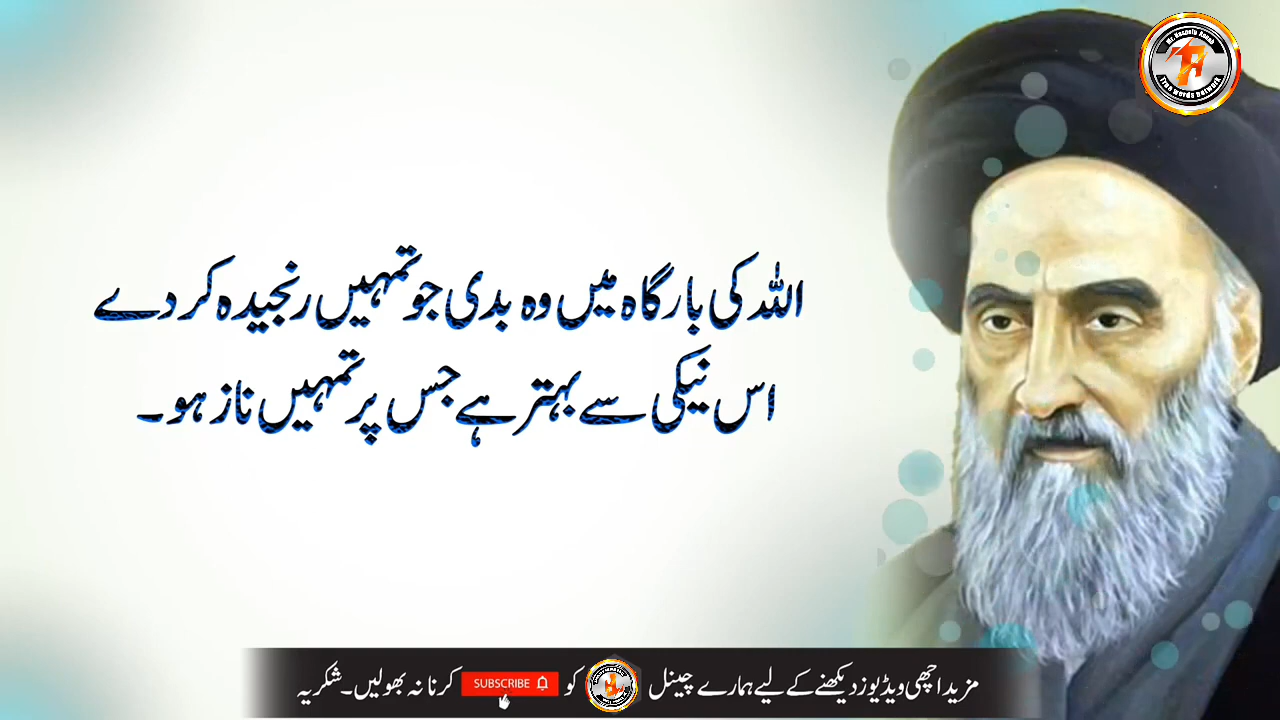 اللہ کی بارگاہ میں وہ بدی جو تمہیں رنجیدہ کر دے
اس نیکی سے بہتر ہے جس پر تمہیں ناز ہو۔
مزید اچھی ویڈیوز دیکھنے کے لیے ہمارے چینل کو SUBSCRIBE کرنا نہ بھولیں۔ شکریہ